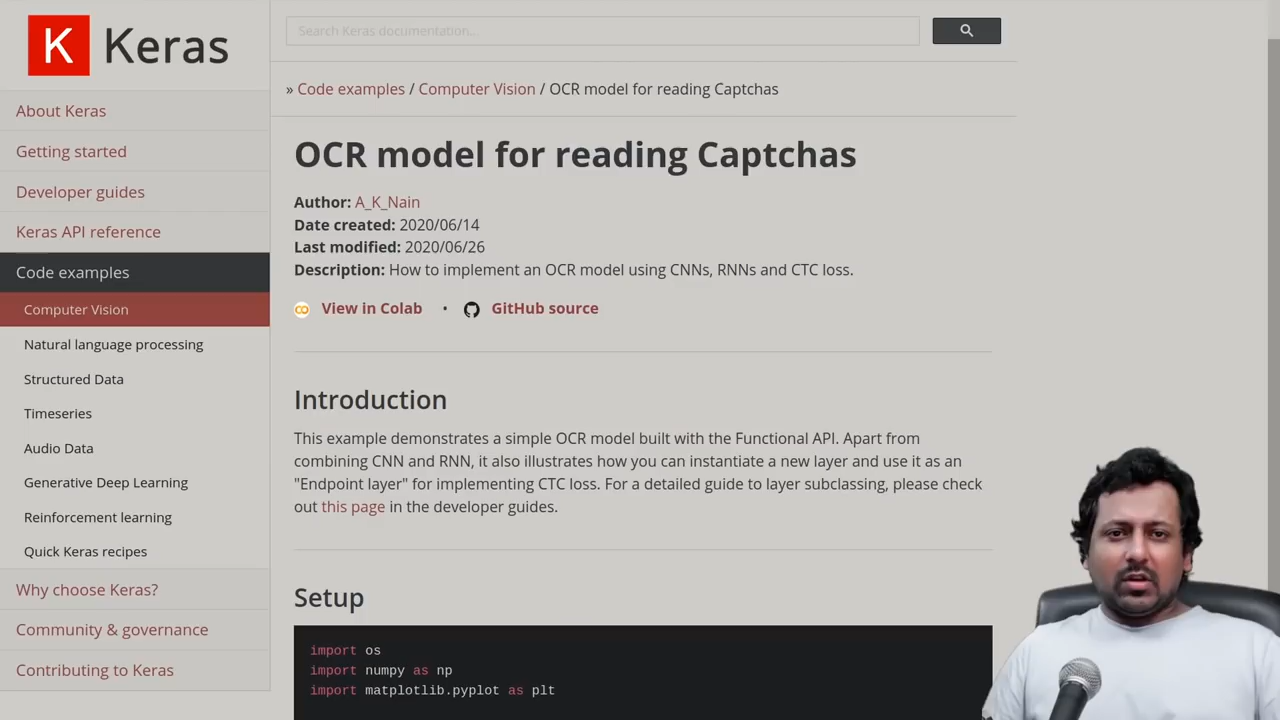 K Keras
About Keras
Getting started
Developer guides
Keras API reference
Code examples
Computer Vision
Natural language processing
Structured Data
Timeseries
Audio Data
Generative Deep Learning
Reinforcement learning
Quick Keras recipes
Why choose Keras?
Community & governance
Contributing to Keras
Search Keras documentation...
» Code examples / Computer Vision / OCR model for reading Captchas
OCR model for reading Captchas
Author: A_K_Nain
Date created: 2020/06/14
Last modified: 2020/06/26
Description: How to implement an OCR model using CNNs, RNNs and CTC loss.
CO View in Colab • GitHub source
Introduction
This example demonstrates a simple OCR model built with the Functional API. Apart from
combining CNN and RNN, it also illustrates how you can instantiate a new layer and use it as an
"Endpoint layer" for implementing CTC loss. For a detailed guide to layer subclassing, please check
out this page in the developer guides.
Setup
import os
import numpy as np
import matplotlib.pyplot as plt